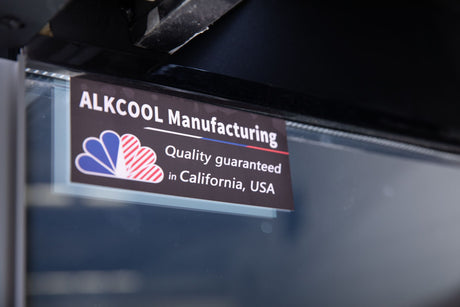 ALKCOOL Manufacturing
Quality guaranteed
in California, USA